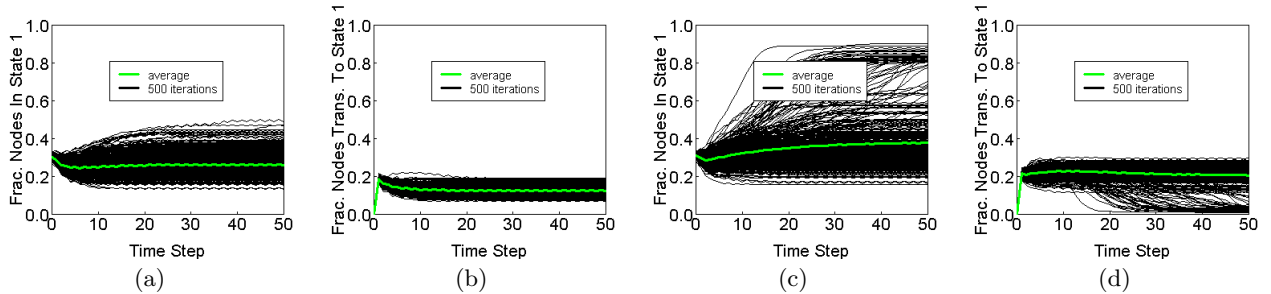 Frac. Nodes In State 1
1.0
0.8
0.6
0.4
0.2
0.0
average
500 iterations
0 10 20 30 40 50
Time Step
(a)
Frac. Nodes Trans. To State 1
1.0
0.8
0.6
0.4
0.2
0.0
average
500 iterations
0 10 20 30 40 50
Time Step
(b)
Frac. Nodes In State 1
1.0
0.8
0.6
0.4
0.2
0.0
average
500 iterations
0 10 20 30 40 50
Time Step
(c)
Frac. Nodes Trans. To State 1
1.0
0.8
0.6
0.4
0.2
0.0
average
500 iterations
0 10 20 30 40 50
Time Step
(d)